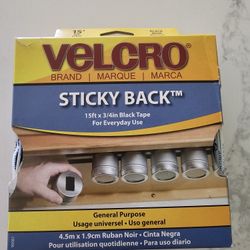 15'
VELCRO
BRAND | MARQUE | MARCA
STICKY BACK™
15ft x 3/4in Black Tape
For Everyday Use
General Purpose
Usage universel • Uso general
4.5m x 1.9cm Ruban Noir • Cinta Negra
Pour utilisation quotidienne • Para uso diario